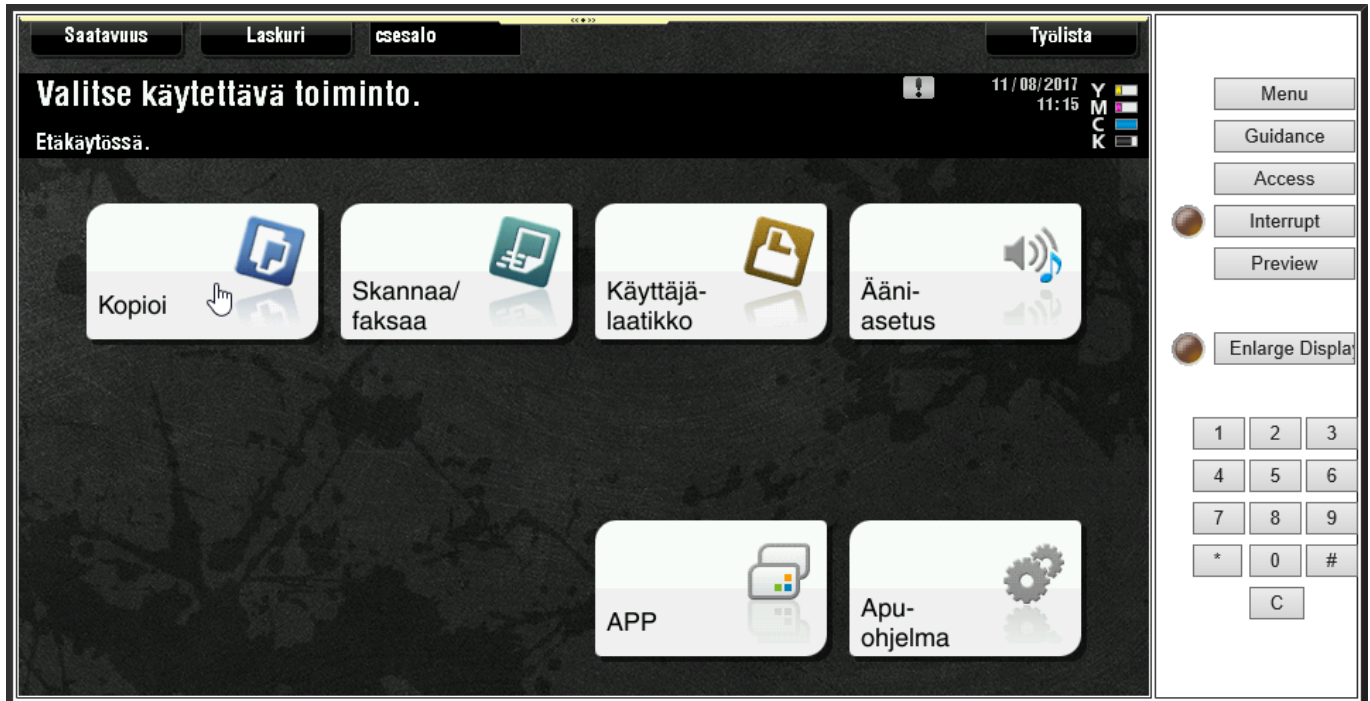 Saatavuus Laskuri csesalo Työlista
Valitse käytettävä toiminto.
11/08/2017
11:15
Etäkäytössä.
Y
M
C
K
Kopioi
Skannaa/
faksaa
Käyttäjä-
laatikko
Ääni-
asetus
APP
Apu-
ohjelma
Menu
Guidance
Access
Interrupt
Preview
Enlarge Display
1 2 3
4 5 6
7 8 9
* 0 #
C